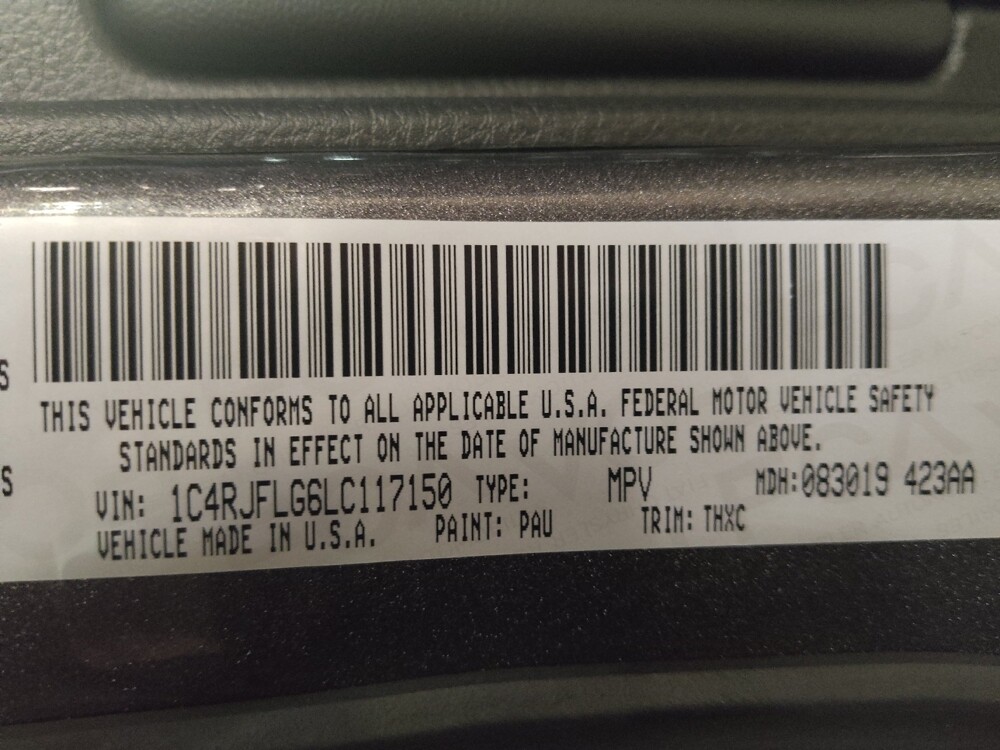 THIS VEHICLE CONFORMS TO ALL APPLICABLE U.S.A. FEDERAL MOTOR VEHICLE SAFETY
STANDARDS IN EFFECT ON THE DATE OF MANUFACTURE SHOWN ABOVE.
VIN: 1C4RJFLG6LC117150 TYPE: MPV MDH:083019 423AA
VEHICLE MADE IN U.S.A. PAINT: PAU TRIM: THXC